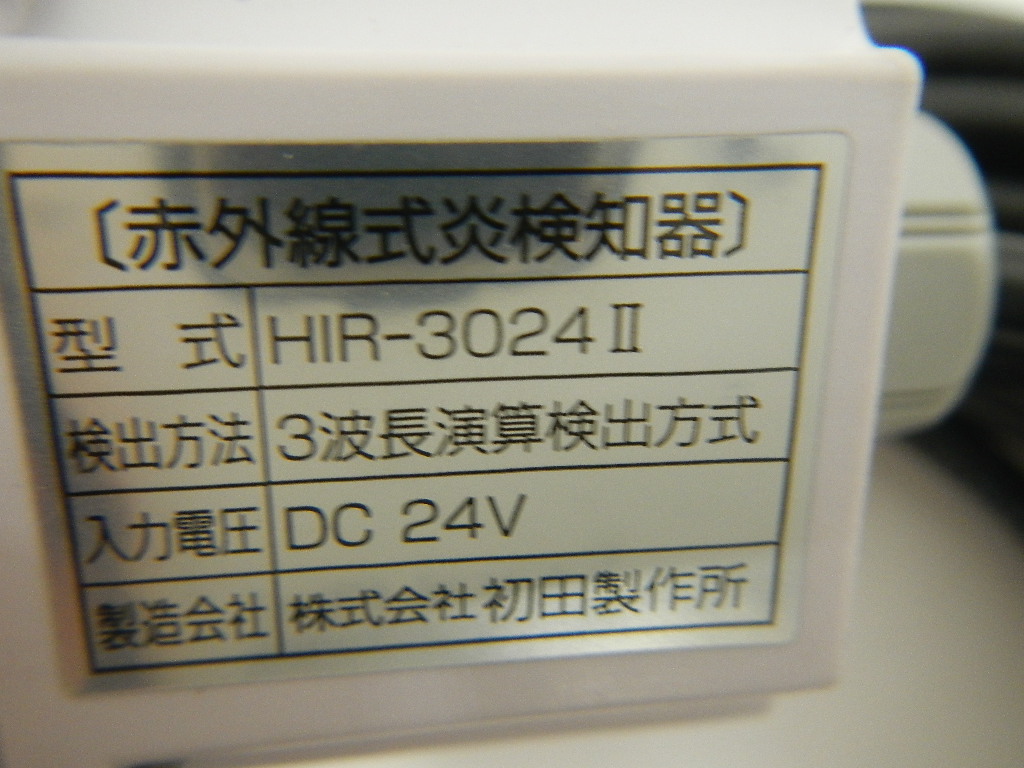 〔赤外線式炎検知器〕
型 式 HIR-3024Ⅱ
検出方法 3波長演算検出方式
入力電圧 DC 24V
製造会社 株式会社初田製作所